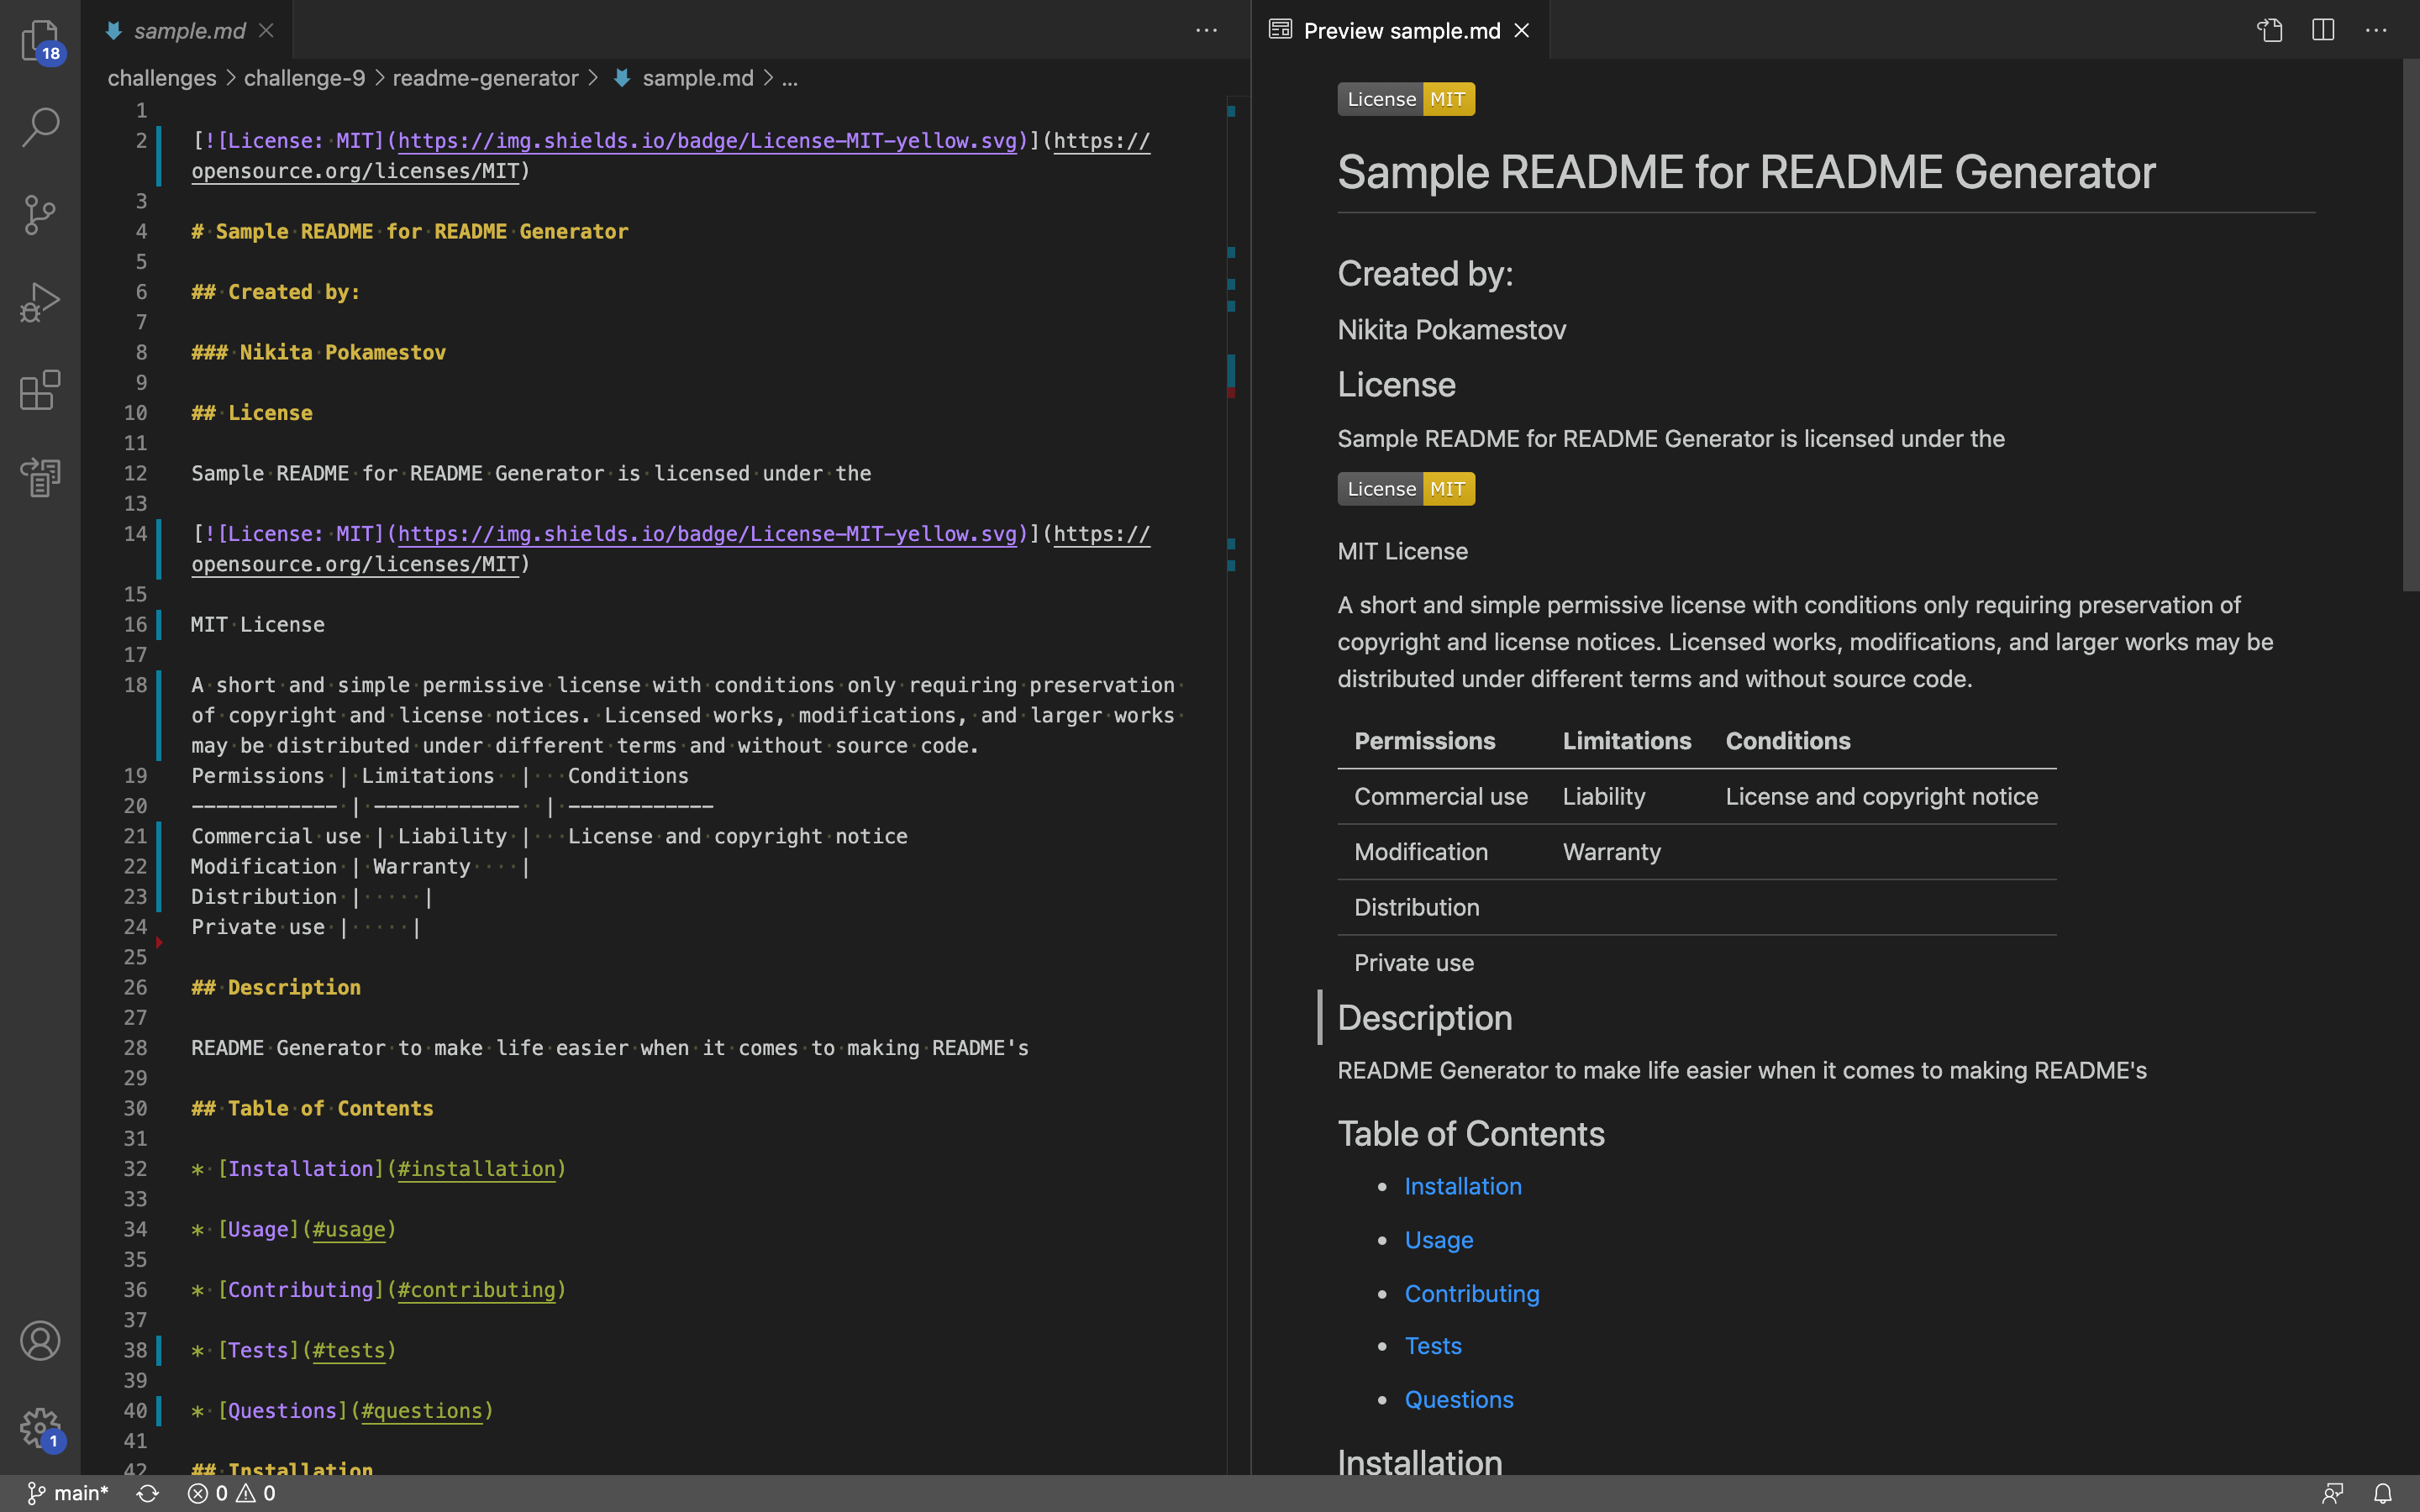 18
sample.md
challenges > challenge-9 > readme-generator > sample.md > ...
1
2 [![License: MIT](https://img.shields.io/badge/License-MIT-yellow.svg)](https://
opensource.org/licenses/MIT)
3
4 # Sample README for README Generator
5
6 ## Created by:
7
8 ### Nikita Pokamestov
9
10 ## License
11
12 Sample README for README Generator is licensed under the
13
14 [![License: MIT](https://img.shields.io/badge/License-MIT-yellow.svg)](https://
opensource.org/licenses/MIT)
15
16 MIT License
17
18 A short and simple permissive license with conditions only requiring preservation
of copyright and license notices. Licensed works, modifications, and larger works
may be distributed under different terms and without source code.
19 Permissions | Limitations  |   Conditions
20 ------------ | ------------  | ------------
21 Commercial use | Liability |   License and copyright notice
22 Modification | Warranty    |
23 Distribution |     |
24 Private use |     |
25
26 ## Description
27
28 README Generator to make life easier when it comes to making README's
29
30 ## Table of Contents
31
32 * [Installation](#installation)
33
34 * [Usage](#usage)
35
36 * [Contributing](#contributing)
37
38 * [Tests](#tests)
39
40 * [Questions](#questions)
41
42 ## Installation
Preview sample.md
License MIT
Sample README for README Generator
Created by:
Nikita Pokamestov
License
Sample README for README Generator is licensed under the
License MIT
MIT License
A short and simple permissive license with conditions only requiring preservation of
copyright and license notices. Licensed works, modifications, and larger works may be
distributed under different terms and without source code.
Permissions Limitations Conditions
Commercial use Liability License and copyright notice
Modification Warranty
Distribution
Private use
Description
README Generator to make life easier when it comes to making README's
Table of Contents
• Installation
• Usage
• Contributing
• Tests
• Questions
Installation
1
main* 0 0